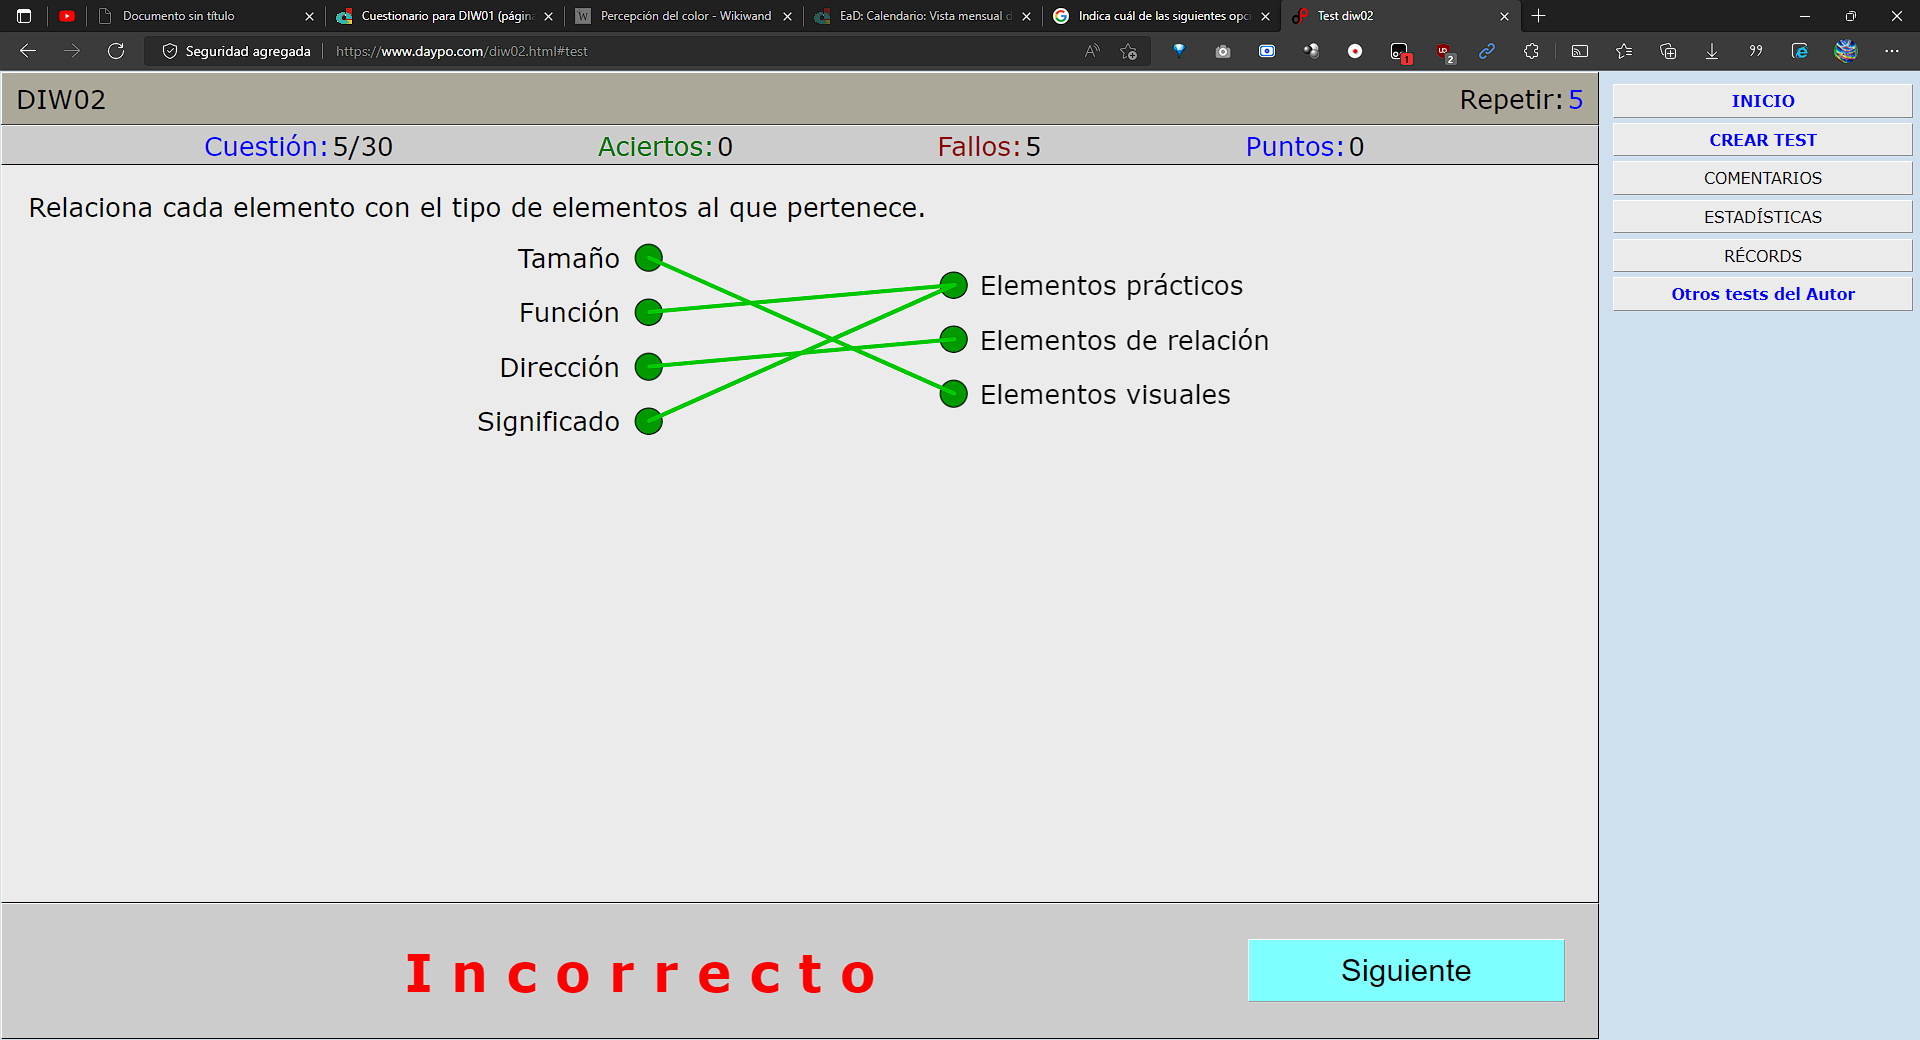 Documento sin título
Cuestionario para DIW01 (página
Percepción del color - Wikiwand
EaD: Calendario: Vista mensual d
Indica cuál de las siguientes opc
Test diw02
Seguridad agregada
https://www.daypo.com/diw02.html#test
1
2
DIW02
Repetir: 5
Cuestión: 5/30
Aciertos: 0
Fallos: 5
Puntos: 0
Relaciona cada elemento con el tipo de elementos al que pertenece.
Tamaño
Función
Dirección
Significado
Elementos prácticos
Elementos de relación
Elementos visuales
Incorrecto
Siguiente
INICIO
CREAR TEST
COMENTARIOS
ESTADÍSTICAS
RÉCORDS
Otros tests del Autor